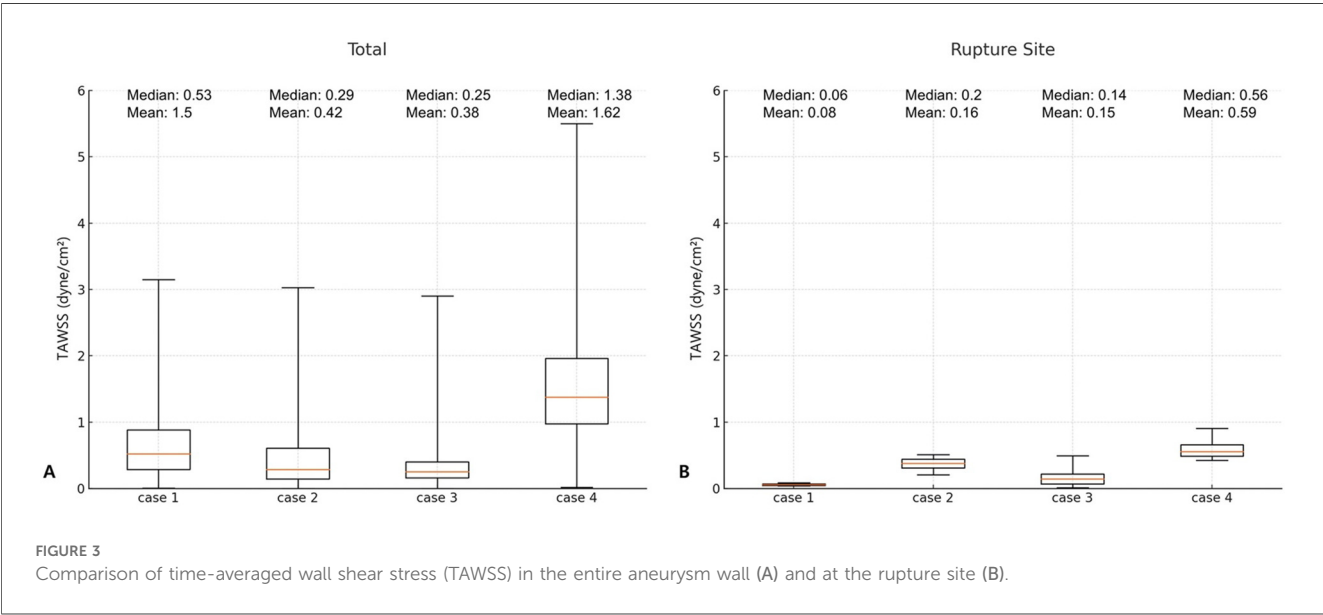 Total
Median: 0.53
Mean: 1.5
Median: 0.29
Mean: 0.42
Median: 0.25
Mean: 0.38
Median: 1.38
Mean: 1.62
6
5
4
3
2
1
0
TAWSS (dyne/cm²)
case 1
case 2
case 3
case 4
A
Rupture Site
Median: 0.06
Mean: 0.08
Median: 0.2
Mean: 0.16
Median: 0.14
Mean: 0.15
Median: 0.56
Mean: 0.59
6
5
4
3
2
1
0
TAWSS (dyne/cm²)
case 1
case 2
case 3
case 4
B
FIGURE 3
Comparison of time-averaged wall shear stress (TAWSS) in the entire aneurysm wall (A) and at the rupture site (B).